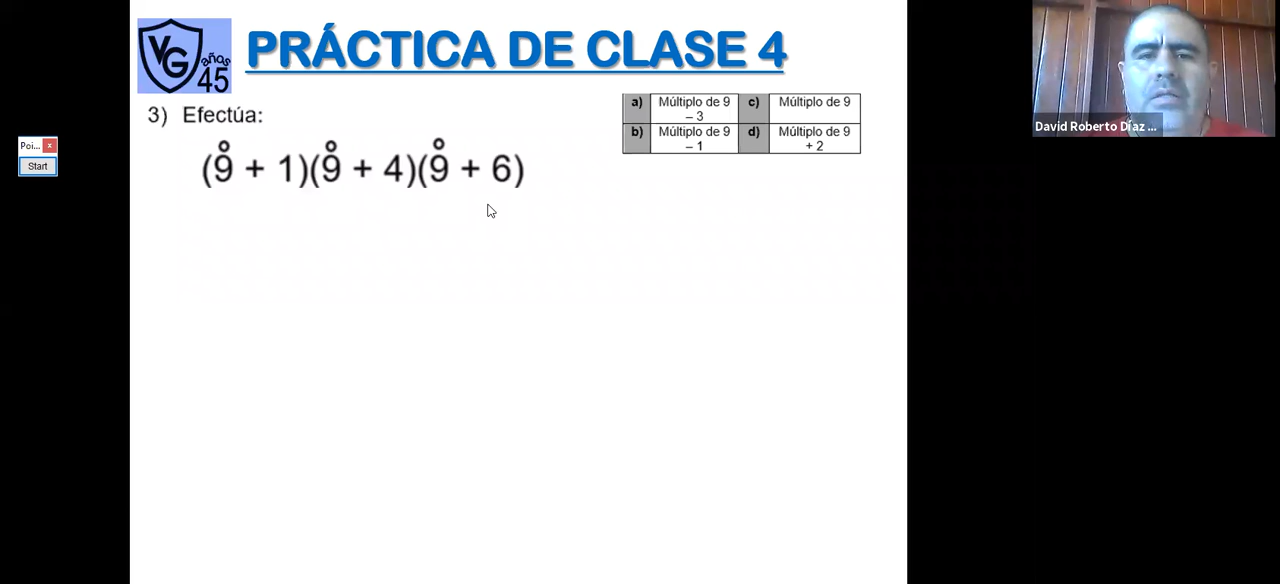 VG
años
45
PRÁCTICA DE CLASE 4
3) Efectúa:
(9̊ + 1)(9̊ + 4)(9̊ + 6)
a) Múltiplo de 9 – 3
c) Múltiplo de 9
b) Múltiplo de 9 – 1
d) Múltiplo de 9 + 2
Poi... x
Start
David Roberto Díaz ...